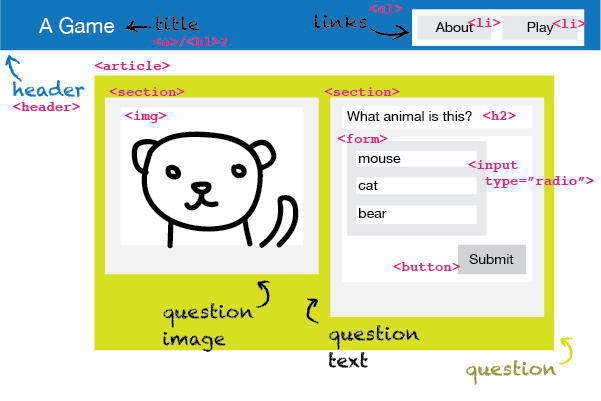 <ul>
A Game title links About <li> Play <li>
<a>/<h1>?
header <article>
<header> <section> <section>
<img> What animal is this? <h2>
<form>
mouse <input
type="radio">
cat
bear
<button> Submit
question
image
question
text
question